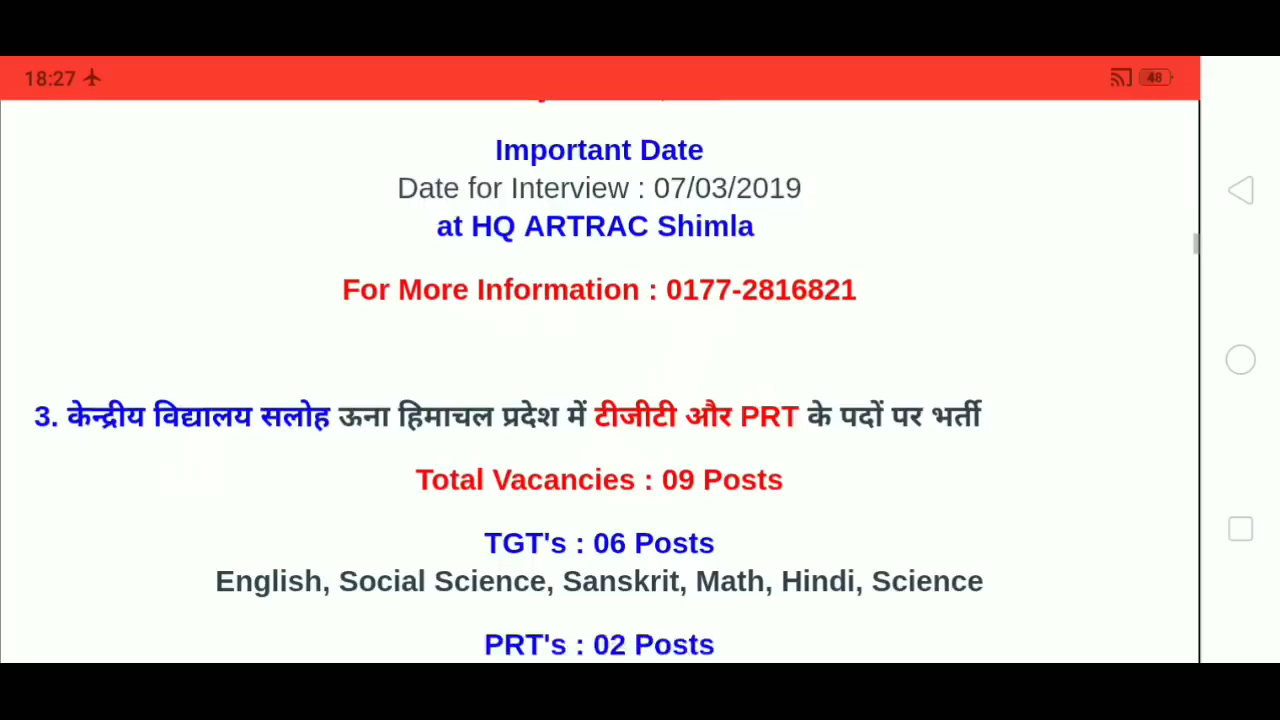 18:27
48
Important Date
Date for Interview : 07/03/2019
at HQ ARTRAC Shimla
For More Information : 0177-2816821
3. केन्द्रीय विद्यालय सलोह ऊना हिमाचल प्रदेश में टीजीटी और PRT के पदों पर भर्ती
Total Vacancies : 09 Posts
TGT's : 06 Posts
English, Social Science, Sanskrit, Math, Hindi, Science
PRT's : 02 Posts